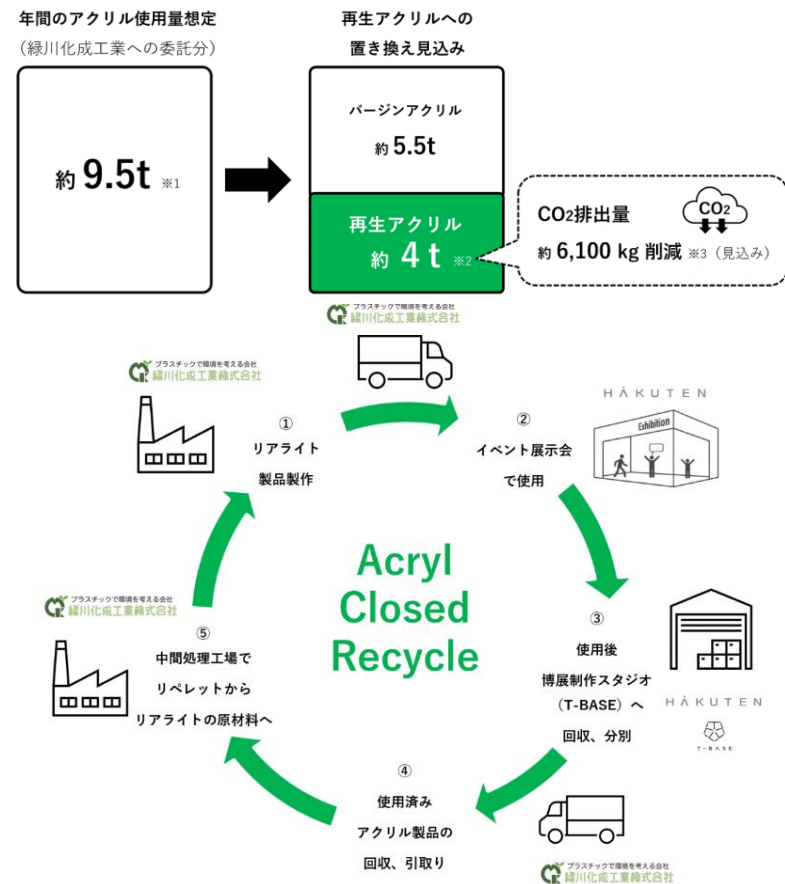 年間のアクリル使用量想定
（緑川化成工業への委託分）
約 9.5t ※1
再生アクリルへの
置き換え見込み
バージンアクリル
約 5.5t
再生アクリル
約 4t ※2
CO2排出量
CO2
約 6,100 kg 削減 ※3（見込み）
プラスチックで環境を考える会社
緑川化成工業株式会社
プラスチックで環境を考える会社
緑川化成工業株式会社
①
リアライト
製品製作
②
イベント展示会
で使用
HAKUTEN
Exhibition
Acryl
Closed
Recycle
③
使用後
博展制作スタジオ
（T-BASE）へ
回収、分別
HAKUTEN
T-BASE
④
使用済み
アクリル製品の
回収、引取り
プラスチックで環境を考える会社
緑川化成工業株式会社
プラスチックで環境を考える会社
緑川化成工業株式会社
⑤
中間処理工場で
リペレットから
リアライトの原材料へ